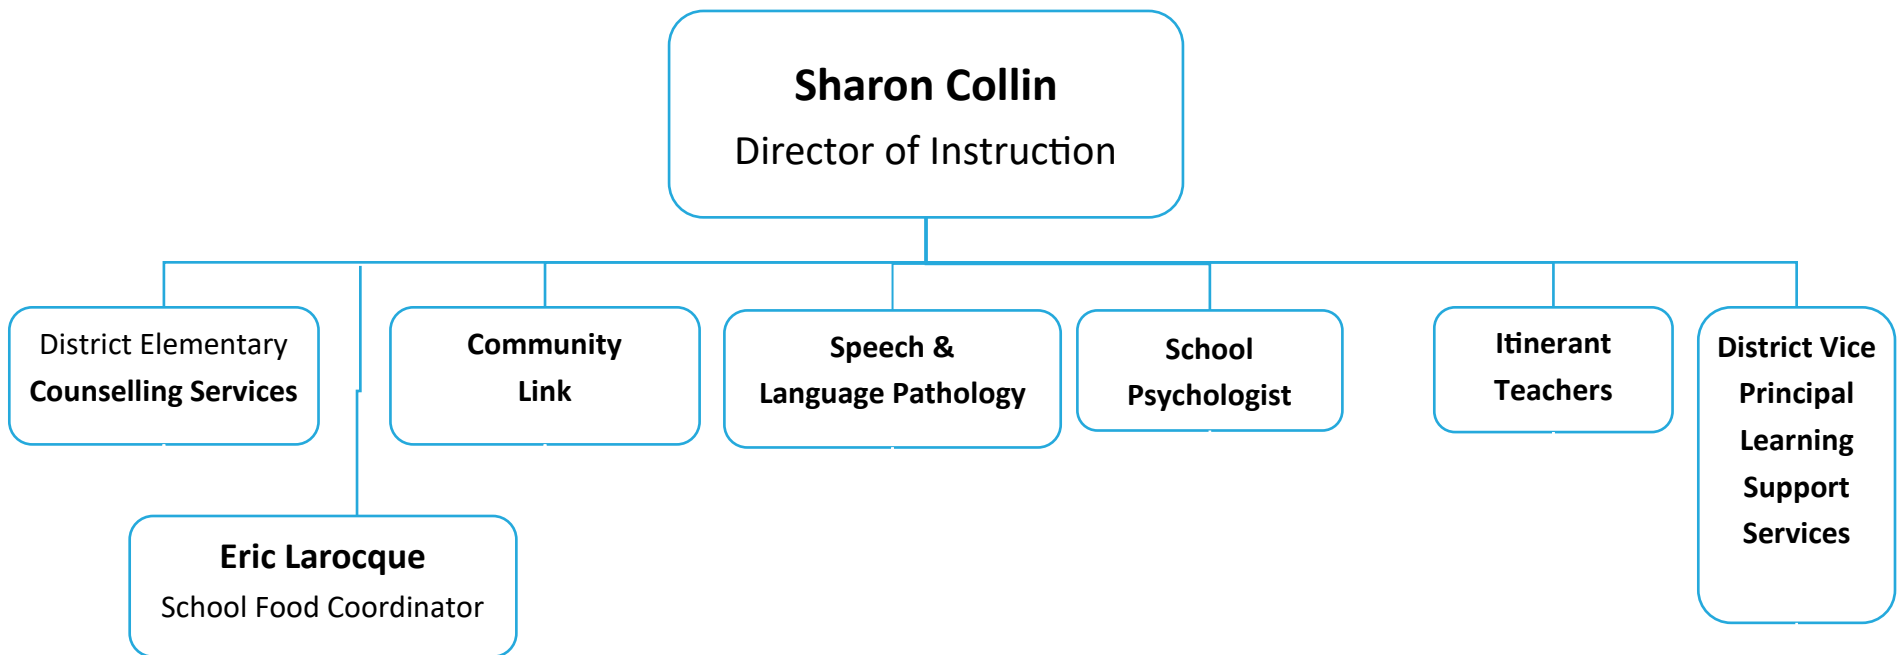 Sharon Collin
Director of Instruction
District Elementary
Counselling Services
Community
Link
Speech &
Language Pathology
School
Psychologist
Itinerant
Teachers
District Vice
Principal
Learning
Support
Services
Eric Larocque
School Food Coordinator